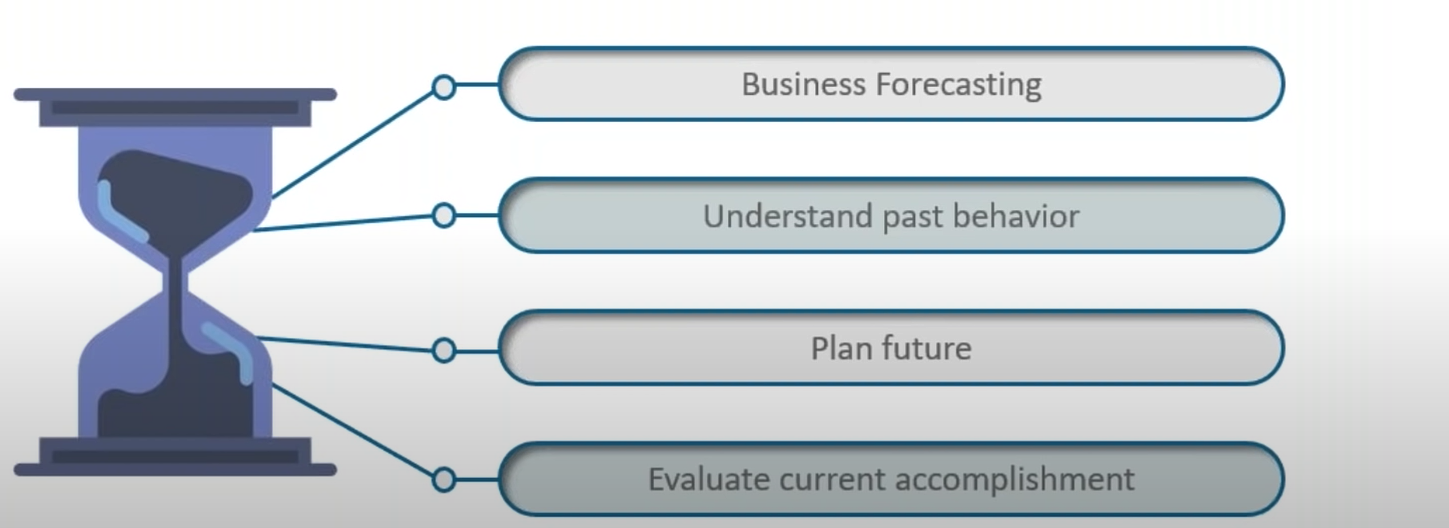 Business Forecasting
Understand past behavior
Plan future
Evaluate current accomplishment